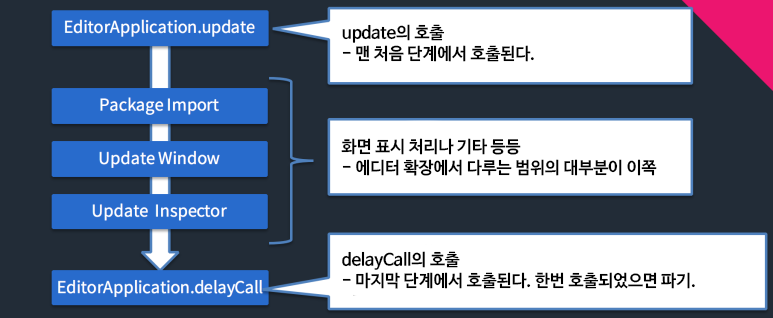 EditorApplication.update
update의 호출
- 맨 처음 단계에서 호출된다.
Package Import
Update Window
Update Inspector
화면 표시 처리나 기타 등등
- 에디터 확장에서 다루는 범위의 대부분이 이쪽
EditorApplication.delayCall
delayCall의 호출
- 마지막 단계에서 호출된다. 한번 호출되었으면 파기.